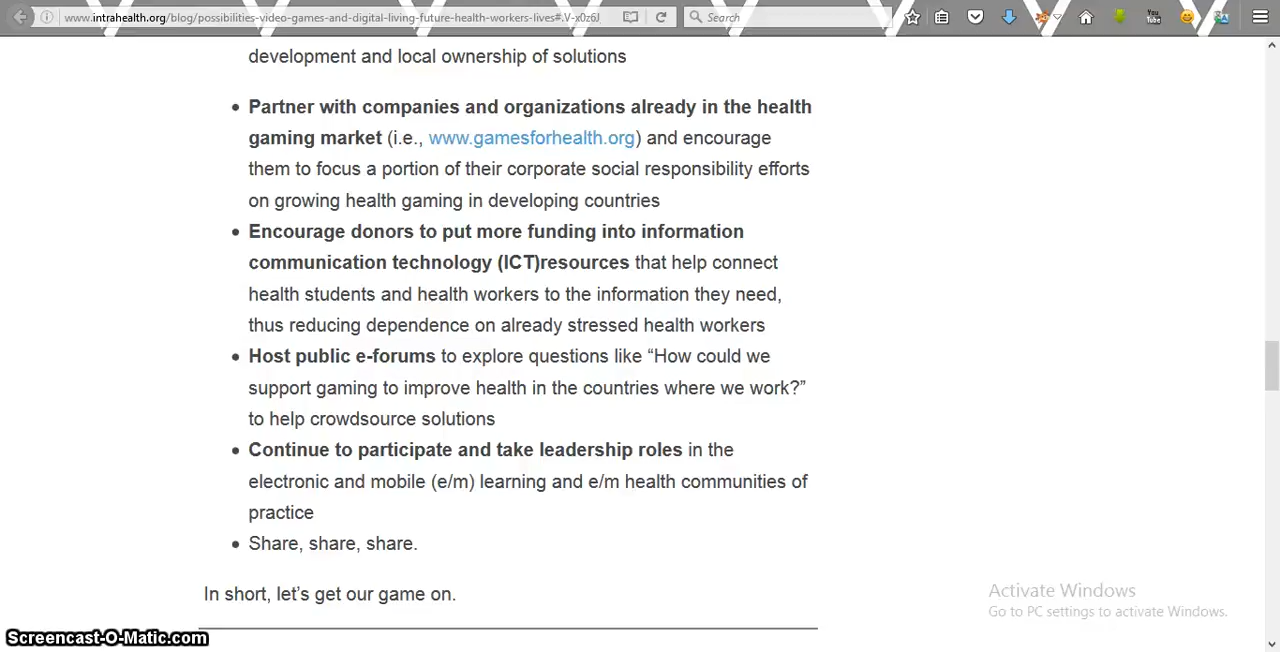 www.intrahealth.org/blog/possibilities-video-games-and-digital-living-future-health-workers-lives#.V-x0z6J
Search
You
Tube
development and local ownership of solutions
• Partner with companies and organizations already in the health
gaming market (i.e., www.gamesforhealth.org) and encourage
them to focus a portion of their corporate social responsibility efforts
on growing health gaming in developing countries
• Encourage donors to put more funding into information
communication technology (ICT)resources that help connect
health students and health workers to the information they need,
thus reducing dependence on already stressed health workers
• Host public e-forums to explore questions like “How could we
support gaming to improve health in the countries where we work?”
to help crowdsource solutions
• Continue to participate and take leadership roles in the
electronic and mobile (e/m) learning and e/m health communities of
practice
• Share, share, share.
In short, let’s get our game on.
Activate Windows
Go to PC settings to activate Windows.
Screencast-O-Matic.com